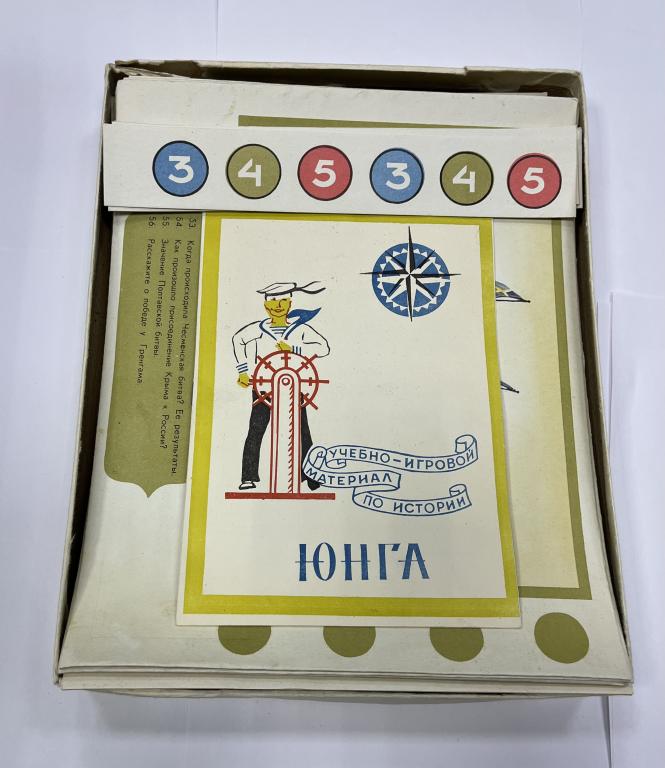 3 4 5 3 4 5
53. Когда происходила Чесменская битва? Ее результаты.
54. Как произошло присоединение Крыма к России?
55. Значение Полтавской битвы.
56. Расскажите о победе у Гренгама.
УЧЕБНО-ИГРОВОЙ
МАТЕРИАЛ
ПО ИСТОРИИ
ЮНГА